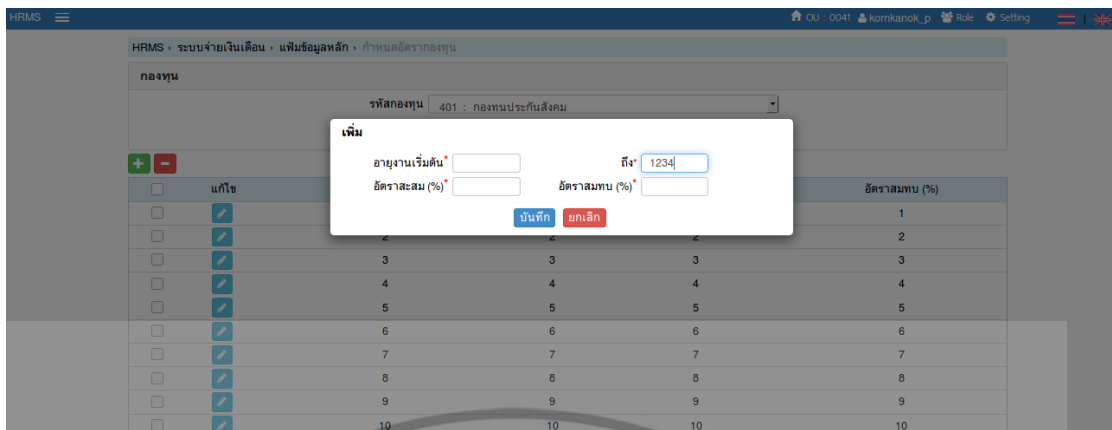 HRMS OU : 0041 kornkanok_p Role Setting |
HRMS › ระบบจ่ายเงินเดือน › แฟ้มข้อมูลหลัก › กำหนดอัตรากองทุน
กองทุน
รหัสกองทุน 401 : กองทุนประกันสังคม
เพิ่ม
อายุงานเริ่มต้น* ถึง* 1234
อัตราสะสม (%)* อัตราสมทบ (%)*
บันทึก ยกเลิก
แก้ไข อัตราสมทบ (%)
1
2 2 2 2
3 3 3 3
4 4 4 4
5 5 5 5
6 6 6 6
7 7 7 7
8 8 8 8
9 9 9 9
10 10 10 10